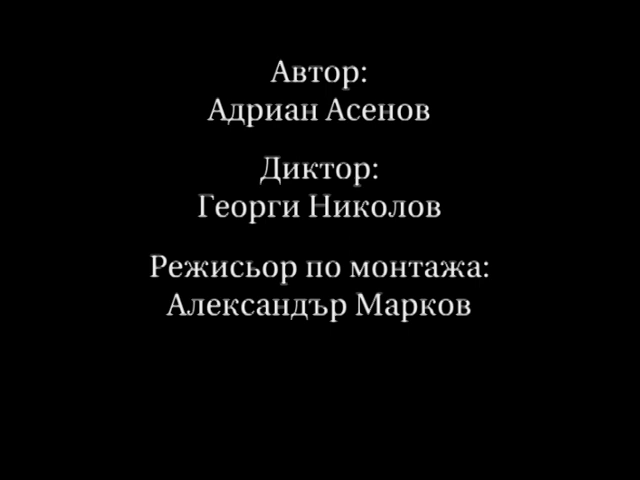 Автор:
Адриан Асенов
Диктор:
Георги Николов
Режисьор по монтажа:
Александър Марков